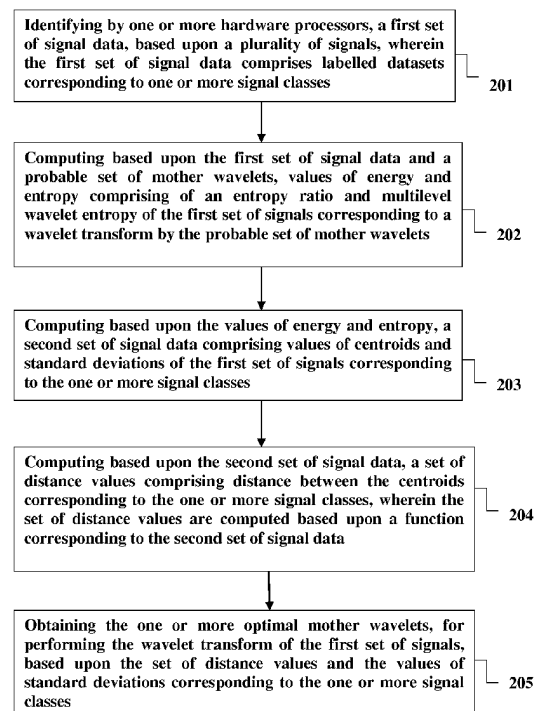 Identifying by one or more hardware processors, a first set
of signal data, based upon a plurality of signals, wherein
the first set of signal data comprises labelled datasets
corresponding to one or more signal classes
201
Computing based upon the first set of signal data and a
probable set of mother wavelets, values of energy and
entropy comprising of an entropy ratio and multilevel
wavelet entropy of the first set of signals corresponding to a
wavelet transform by the probable set of mother wavelets
202
Computing based upon the values of energy and entropy, a
second set of signal data comprising values of centroids and
standard deviations of the first set of signals corresponding
to the one or more signal classes
203
Computing based upon the second set of signal data, a set of
distance values comprising distance between the centroids
corresponding to the one or more signal classes, wherein the
set of distance values are computed based upon a function
corresponding to the second set of signal data
204
Obtaining the one or more optimal mother wavelets, for
performing the wavelet transform of the first set of signals,
based upon the set of distance values and the values of
standard deviations corresponding to the one or more signal
classes
205